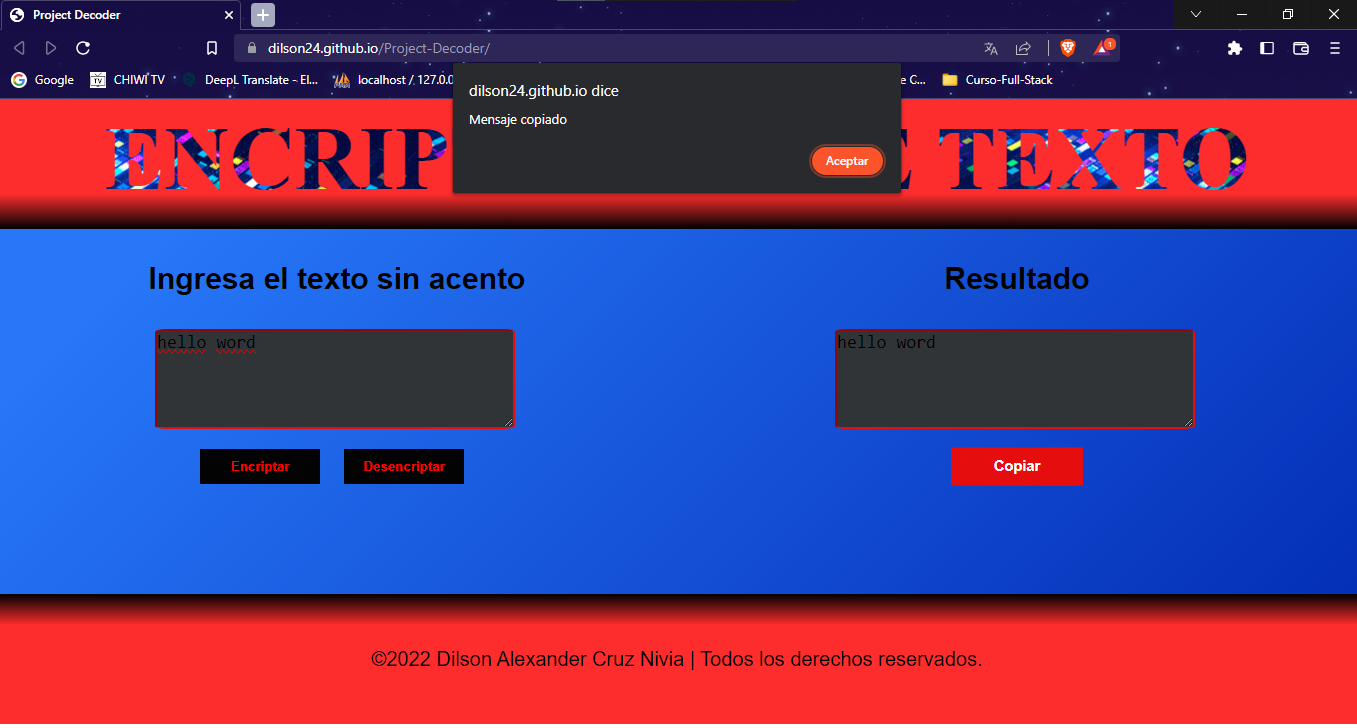 Project Decoder
dilson24.github.io/Project-Decoder/
1
Google
CHIWI TV
DeepL Translate - El...
localhost / 127.0.0
e C...
Curso-Full-Stack
dilson24.github.io dice
Mensaje copiado
Aceptar
ENCRIP
E TEXTO
Ingresa el texto sin acento
Resultado
hello word
hello word
Encriptar
Desencriptar
Copiar
©2022 Dilson Alexander Cruz Nivia | Todos los derechos reservados.